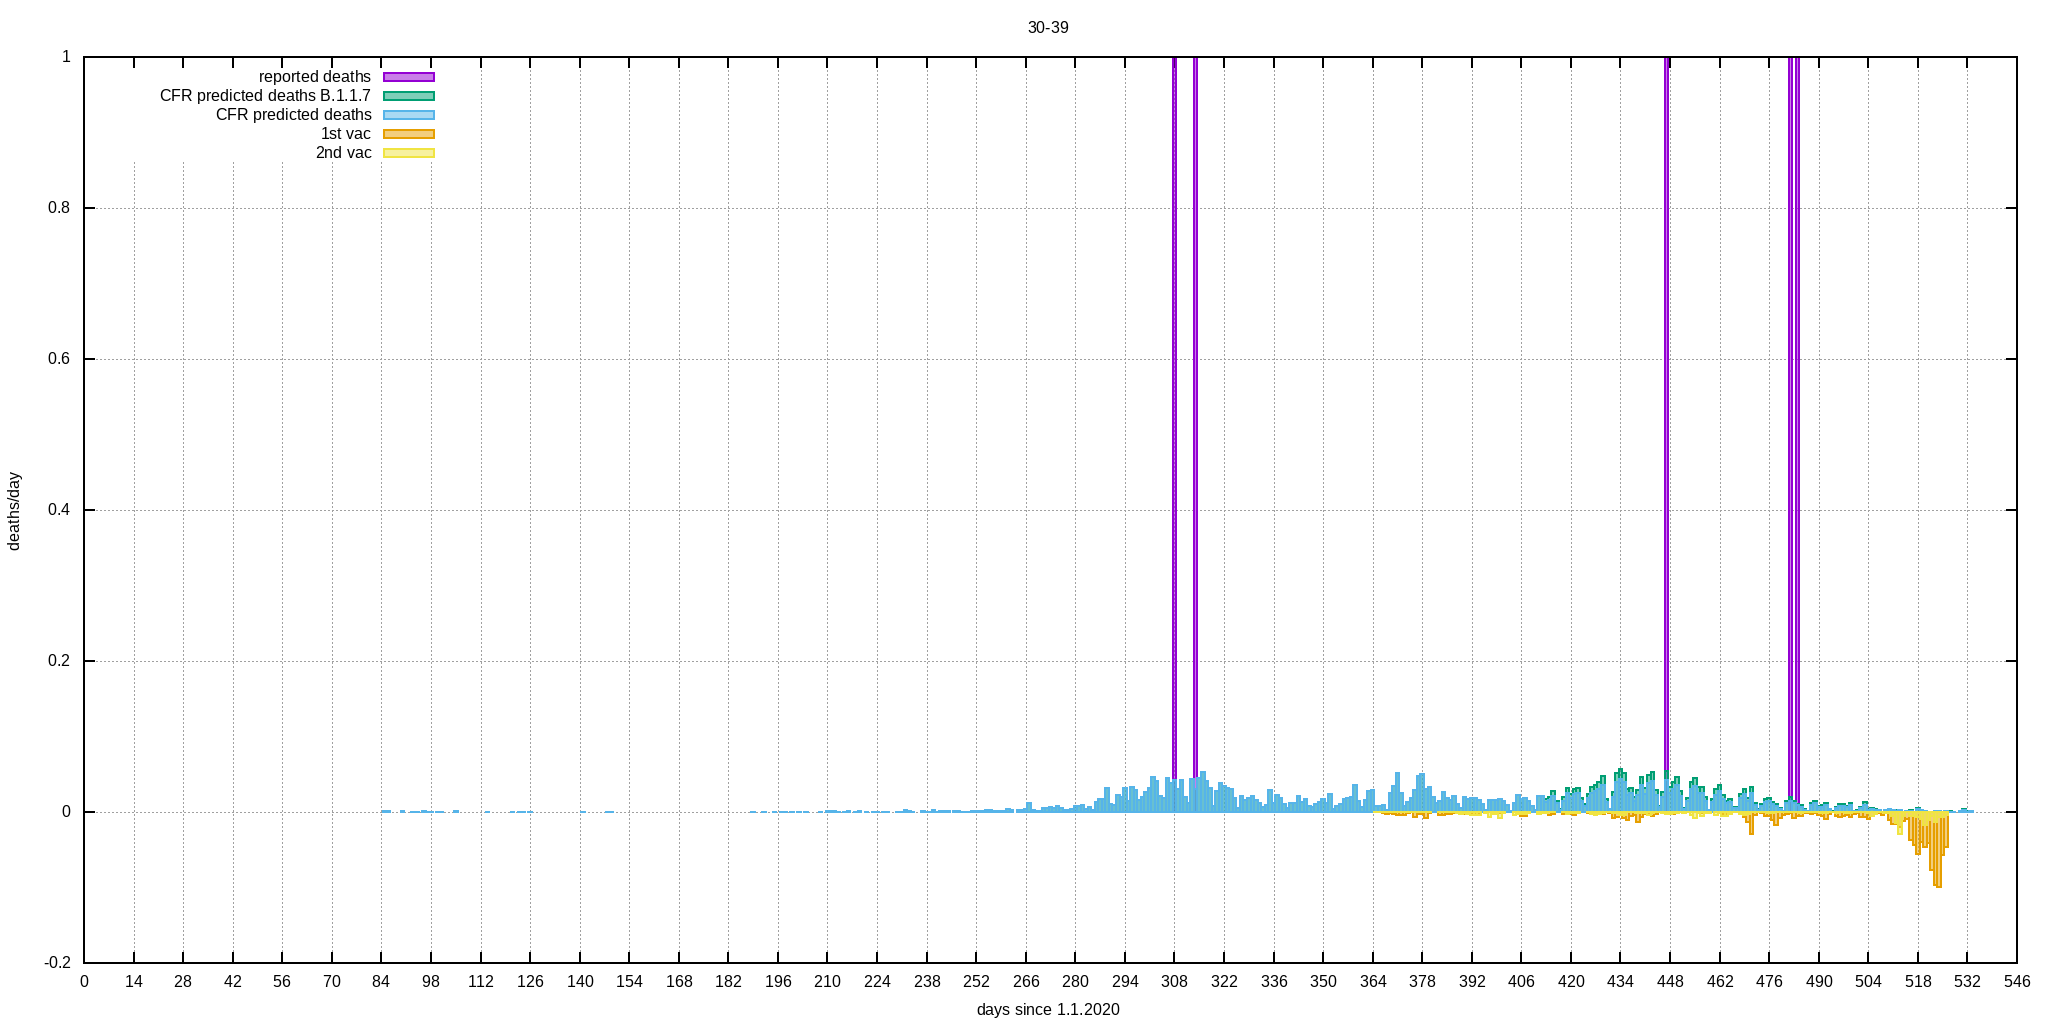 30-39
1
reported deaths
CFR predicted deaths B.1.1.7
CFR predicted deaths
1st vac
2nd vac
0.8
0.6
deaths/day
0.4
0.2
0
-0.2
0 14 28 42 56 70 84 98 112 126 140 154 168 182 196 210 224 238 252 266 280 294 308 322 336 350 364 378 392 406 420 434 448 462 476 490 504 518 532 546
days since 1.1.2020